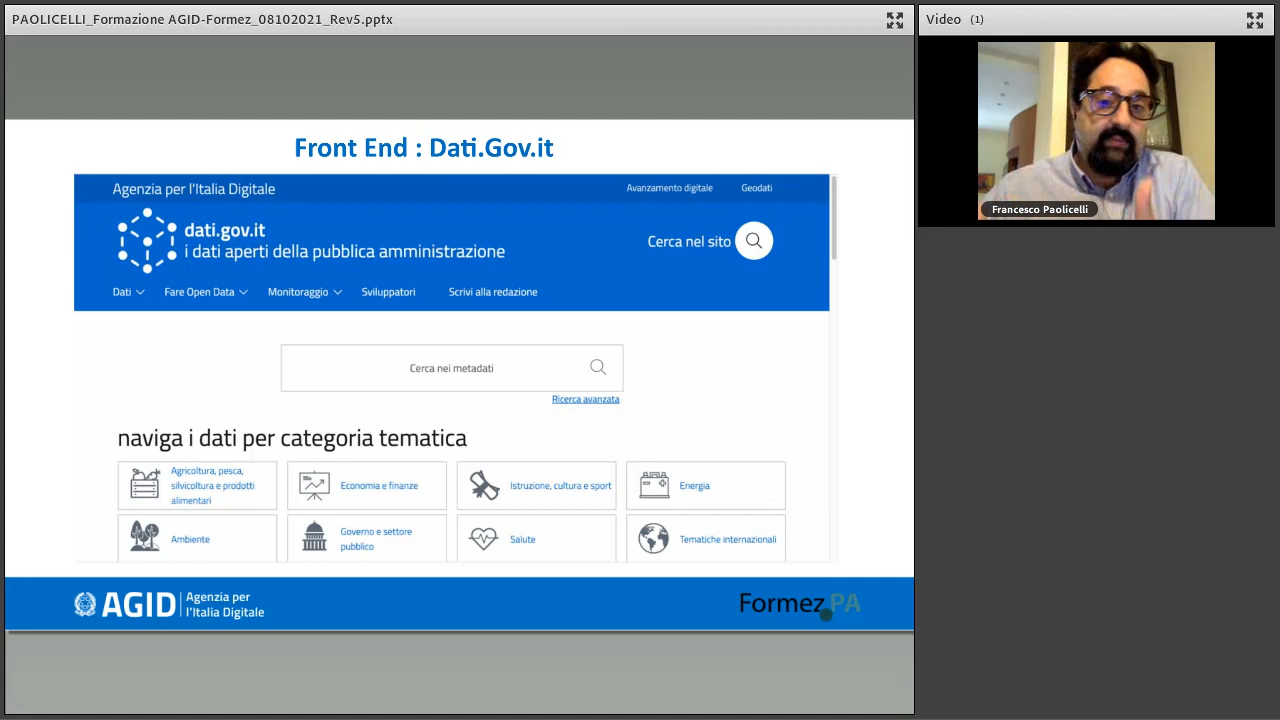 PAOLICELLI_Formazione AGID-Formez_08102021_Rev5.pptx
Video (1)
Francesco Paolicelli
Front End : Dati.Gov.it
Agenzia per l'Italia Digitale
Avanzamento digitale
Geodati
dati.gov.it
i dati aperti della pubblica amministrazione
Cerca nel sito
Dati
Fare Open Data
Monitoraggio
Sviluppatori
Scrivi alla redazione
Cerca nei metadati
Ricerca avanzata
naviga i dati per categoria tematica
Agricoltura, pesca,
silvicoltura e prodotti
alimentari
Economia e finanze
Istruzione, cultura e sport
Energia
Ambiente
Governo e settore
pubblico
Salute
Tematiche internazionali
AGID
Agenzia per
l'Italia Digitale
Formez PA